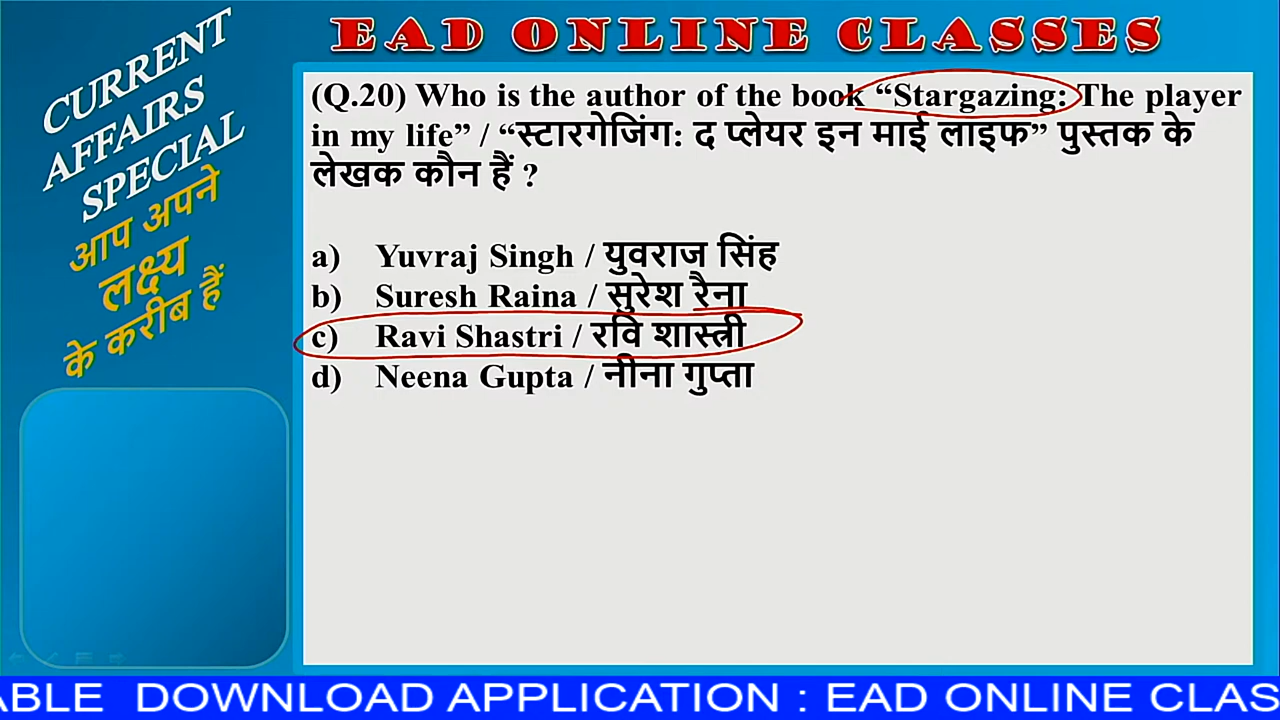 EAD ONLINE CLASSES
CURRENT
AFFAIRS
SPECIAL
आप अपने
लक्ष्य
के करीब हैं
(Q.20) Who is the author of the book “Stargazing: The player
in my life” / “स्टारगेजिंग: द प्लेयर इन माई लाइफ” पुस्तक के
लेखक कौन हैं ?
a) Yuvraj Singh / युवराज सिंह
b) Suresh Raina / सुरेश रैना
c) Ravi Shastri / रवि शास्त्री
d) Neena Gupta / नीना गुप्ता
ABLE DOWNLOAD APPLICATION : EAD ONLINE CLAS